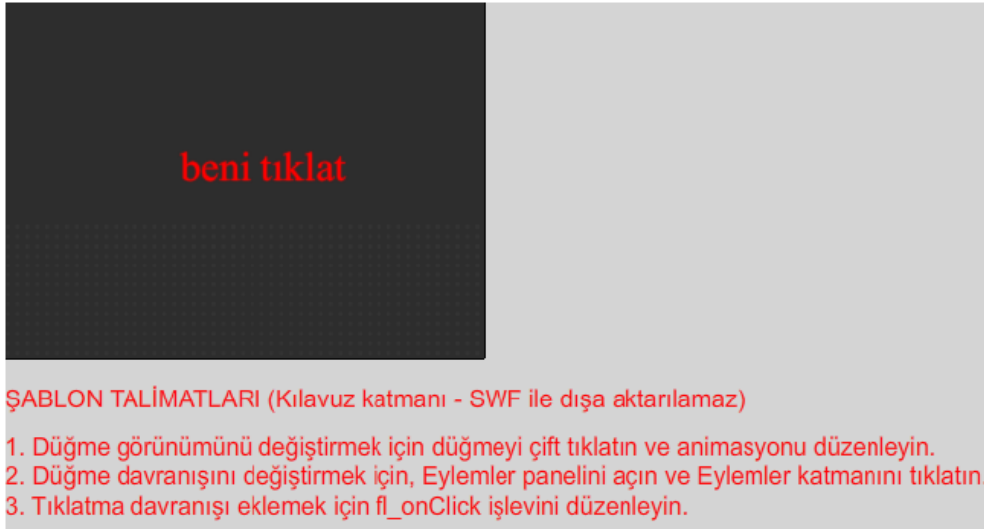 beni tıklat
ŞABLON TALİMATLARI (Kılavuz katmanı - SWF ile dışa aktarılamaz)
1. Düğme görünümünü değiştirmek için düğmeyi çift tıklatın ve animasyonu düzenleyin.
2. Düğme davranışını değiştirmek için, Eylemler panelini açın ve Eylemler katmanını tıklatın.
3. Tıklatma davranışı eklemek için fl_onClick işlevini düzenleyin.